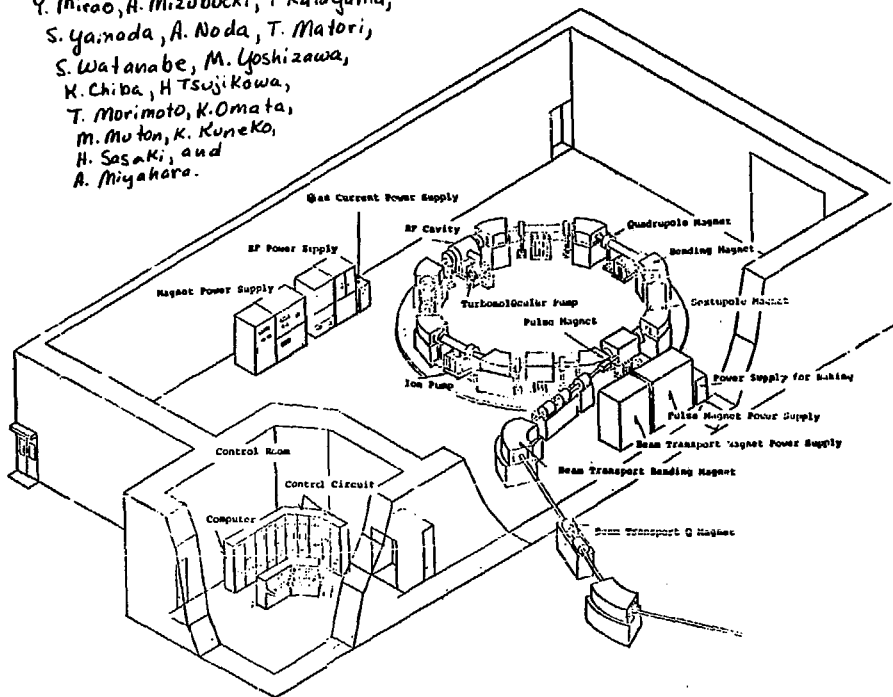 Y. Mirao, A. Mizobuchi, T Katayama,
S. Yamada, A. Noda, T. Matori,
S. Watanabe, M. Yoshizawa,
K. Chiba, H Tsujikowa,
T. Morimoto, K. Omata,
M. Muton, K. Kuneko,
H. Sasaki, and
A. Miyahara.
Bias Current Power Supply
RF Cavity
Quadrupole Magnet
RF Power Supply
Bending Magnet
Magnet Power Supply
Turbomolecular Pump
Sextupole Magnet
Pulse Magnet
Ion Pump
Power Supply for Baking
Pulse Magnet Power Supply
Beam Transport Magnet Power Supply
Control Room
Beam Transport Bending Magnet
Control Circuit
Computer
Beam Transport Q Magnet